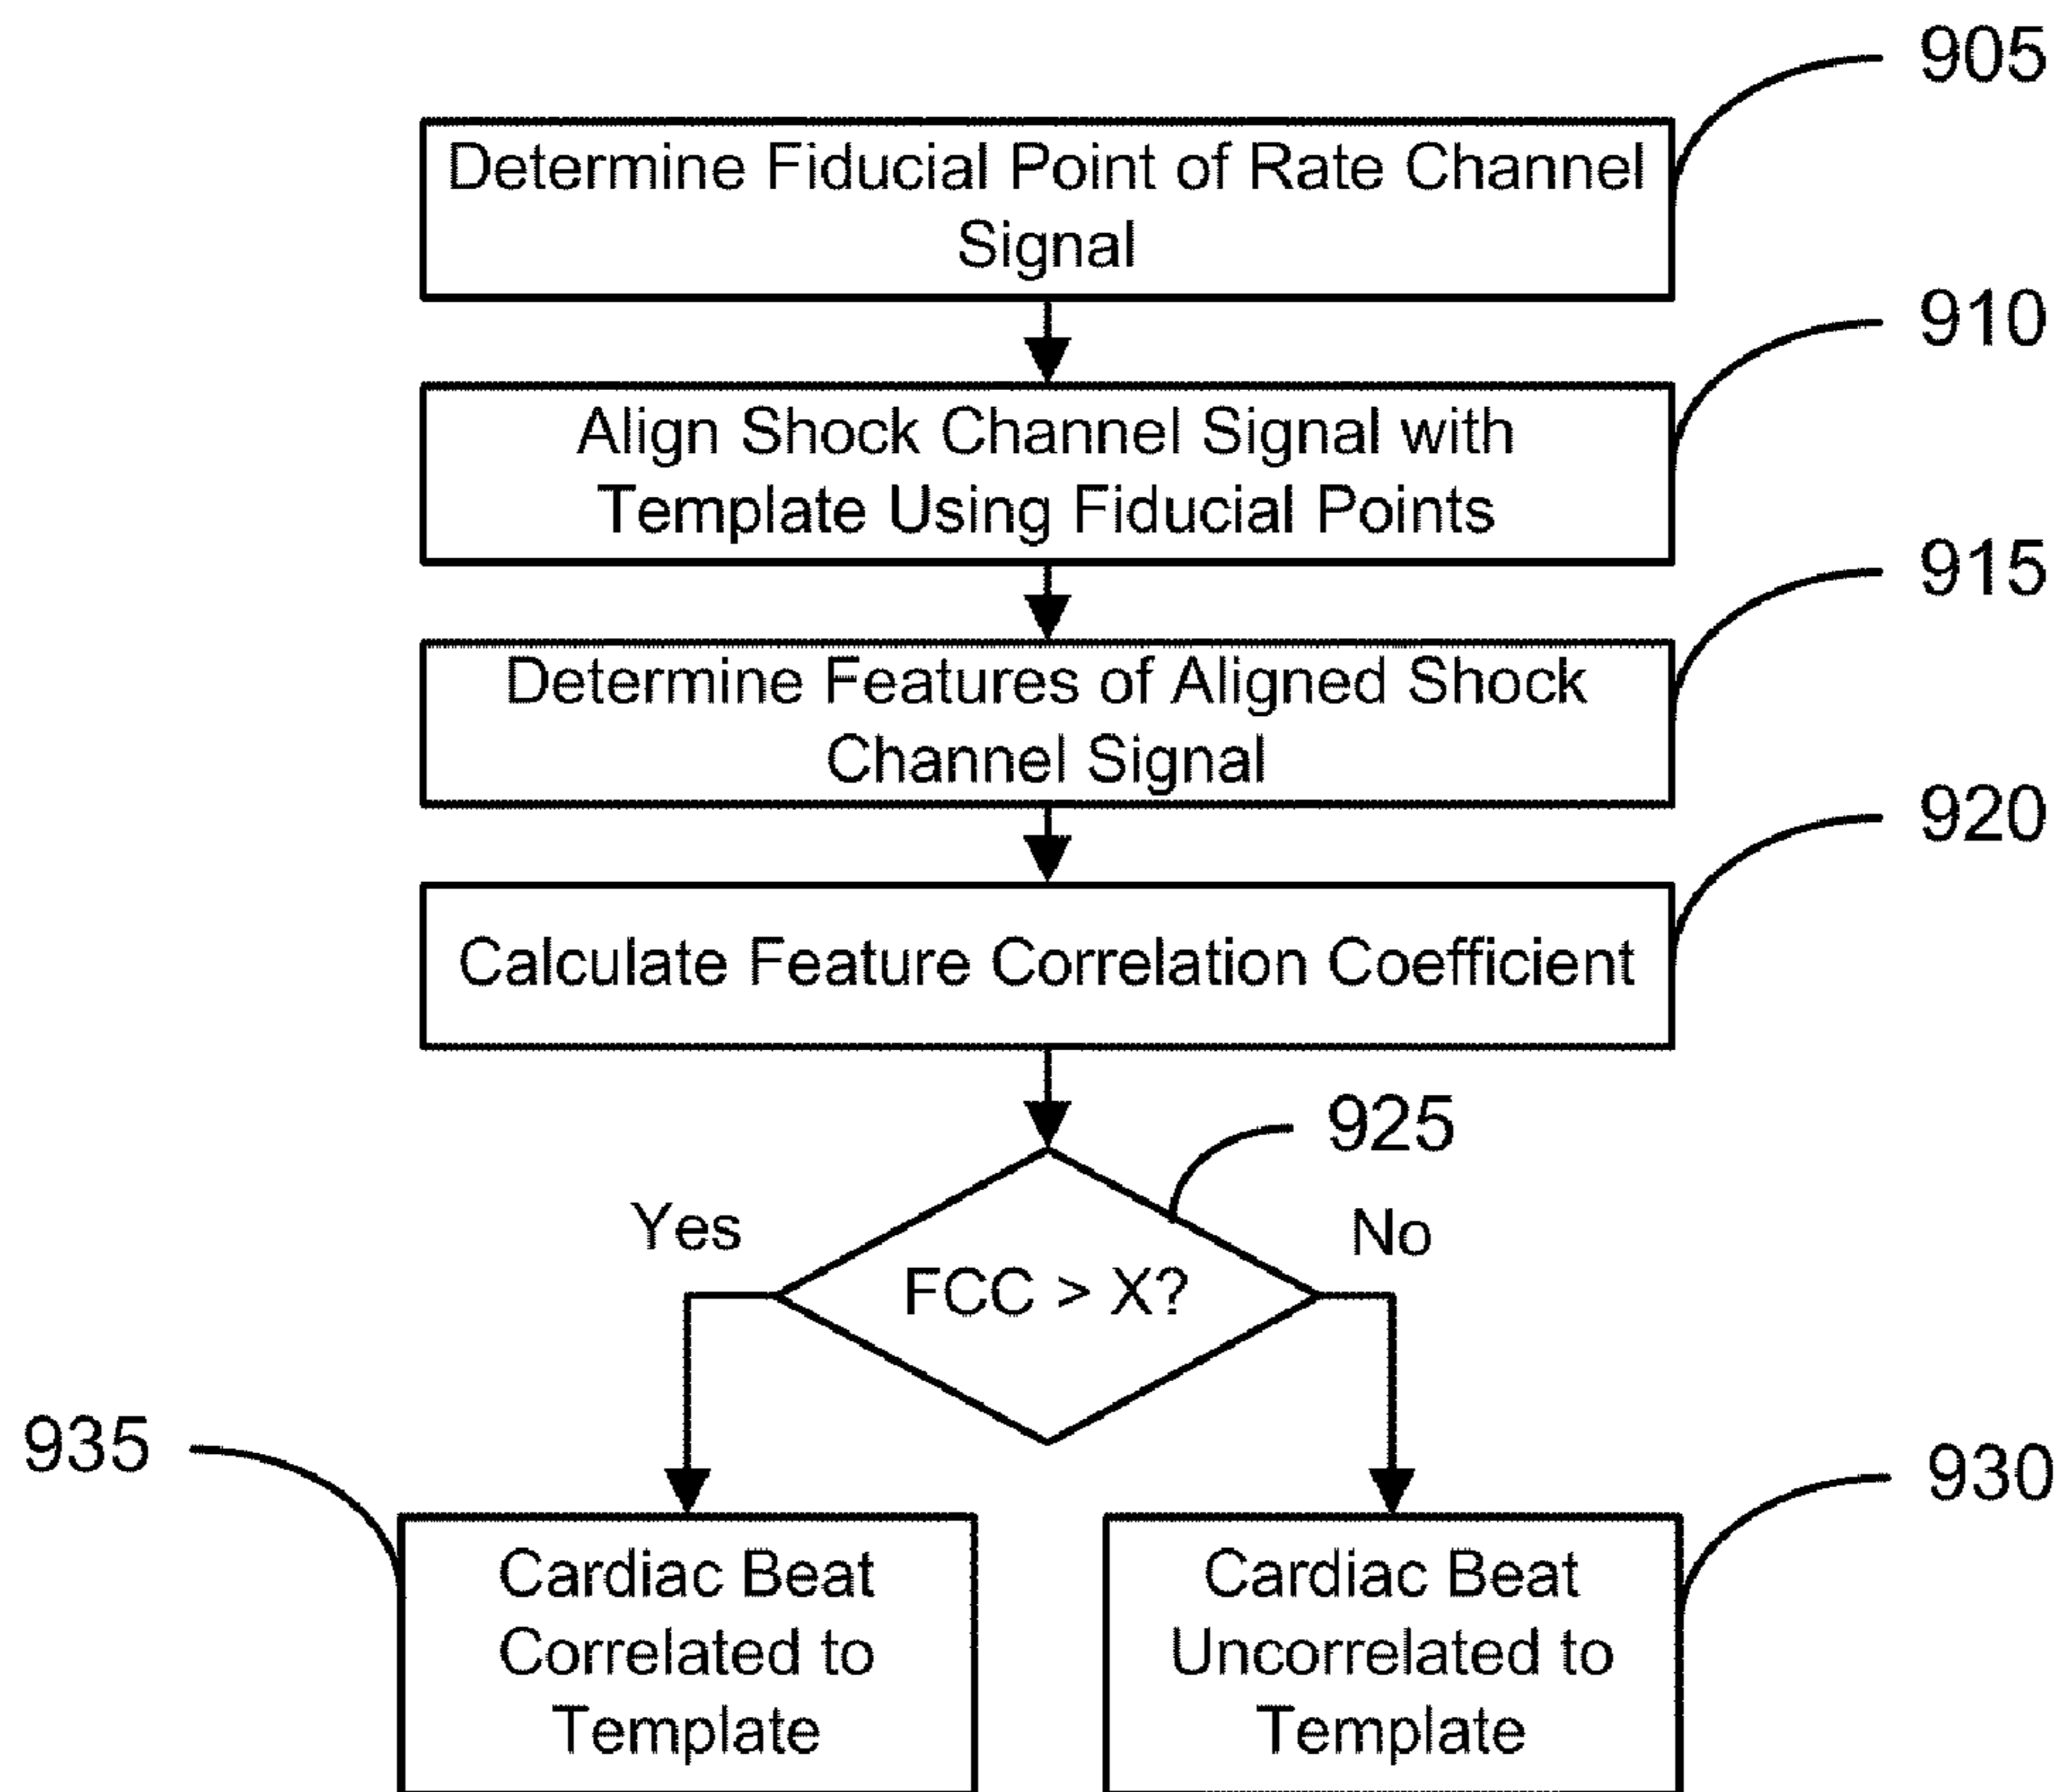 905
Determine Fiducial Point of Rate Channel
Signal
910
Align Shock Channel Signal with
Template Using Fiducial Points
915
Determine Features of Aligned Shock
Channel Signal
920
Calculate Feature Correlation Coefficient
925
Yes
No
FCC > X?
935
930
Cardiac Beat
Correlated to
Template
Cardiac Beat
Uncorrelated to
Template